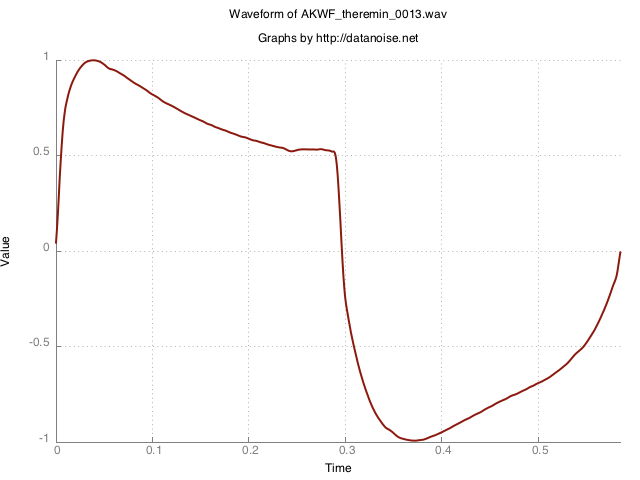 Waveform of AKWF_theremin_0013.wav
Graphs by http://datanoise.net
1
0.5
0
-0.5
-1
Value
0 0.1 0.2 0.3 0.4 0.5
Time